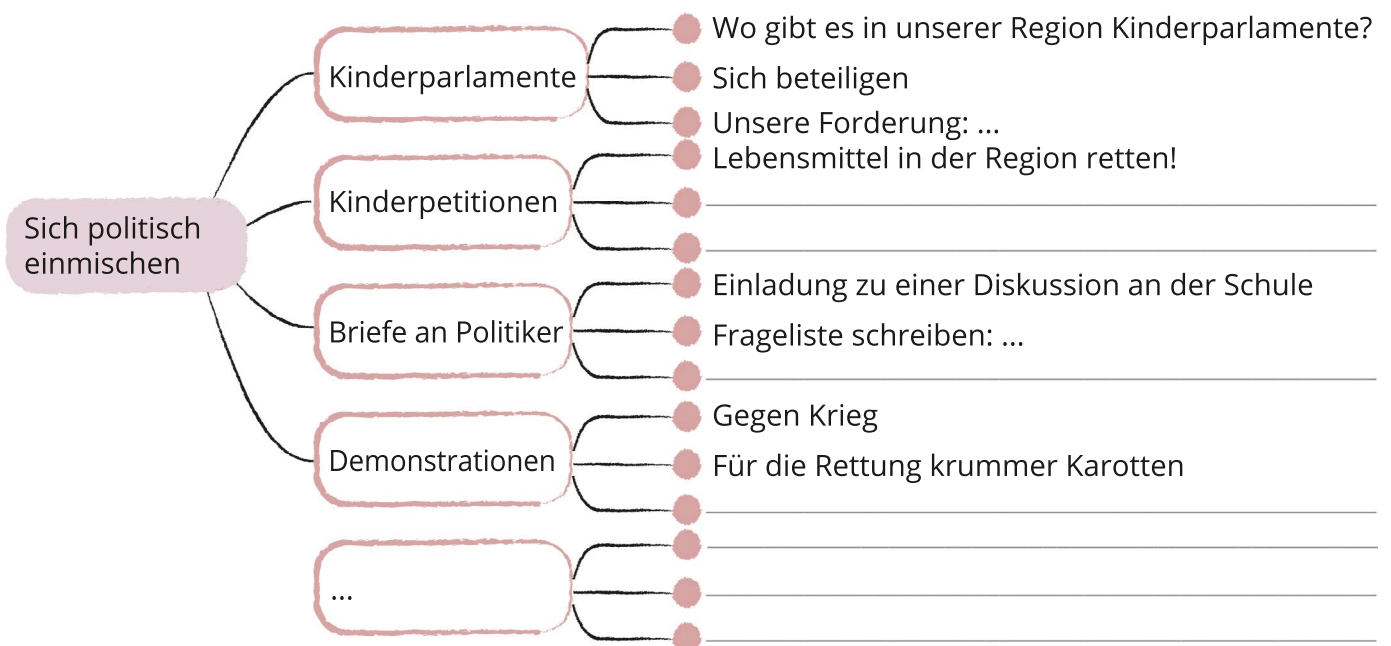 Sich politisch
einmischen
Kinderparlamente
Wo gibt es in unserer Region Kinderparlamente?
Sich beteiligen
Unsere Forderung: ...
Kinderpetitionen
Lebensmittel in der Region retten!
Briefe an Politiker
Einladung zu einer Diskussion an der Schule
Frageliste schreiben: ...
Demonstrationen
Gegen Krieg
Für die Rettung krummer Karotten
...